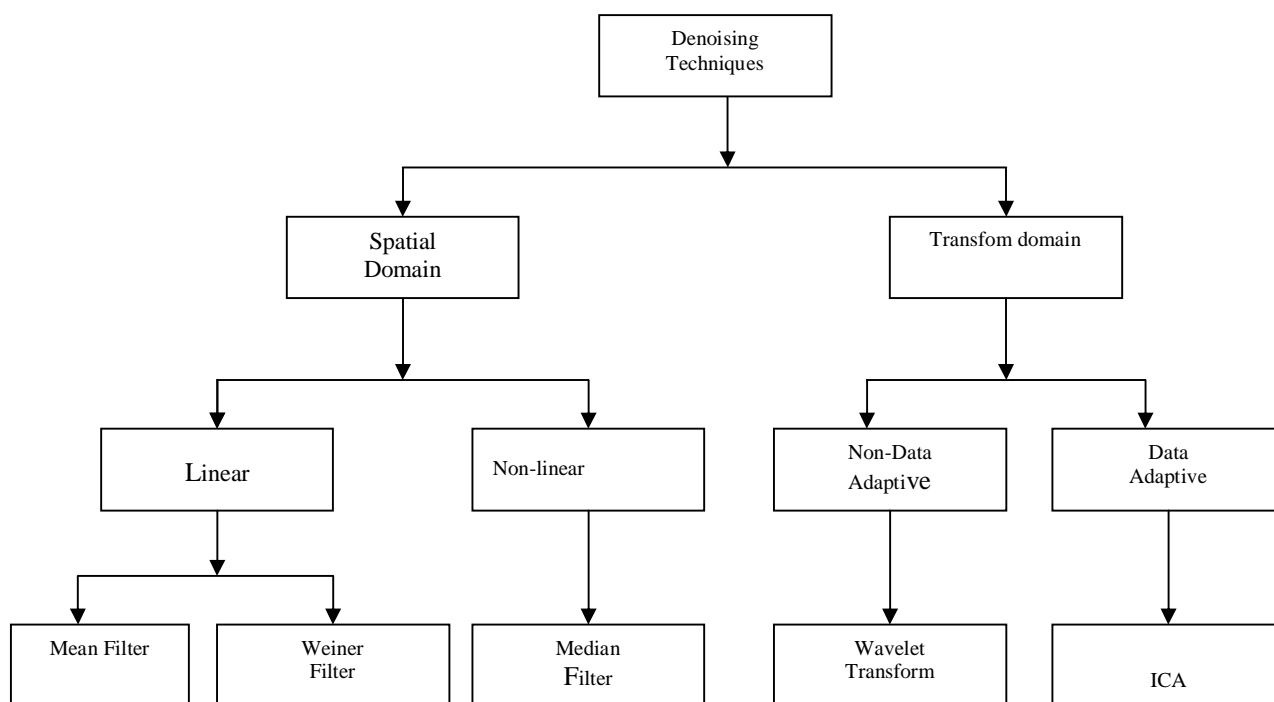 Denoising
Techniques
Spatial
Domain
Transfom domain
Linear
Non-linear
Non-Data
Adaptive
Data
Adaptive
Mean Filter
Weiner
Filter
Median
Filter
Wavelet
Transform
ICA